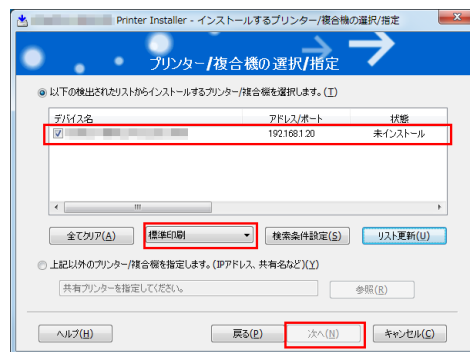 Printer Installer - インストールするプリンター/複合機の選択/指定
プリンター/複合機の選択/指定
以下の検出されたリストからインストールするプリンター/複合機を選択します。(T)
デバイス名 アドレス/ポート 状態
192.168.1.20 未インストール
全てクリア(A) 標準印刷 検索条件設定(S) リスト更新(U)
上記以外のプリンター/複合機を指定します。(IPアドレス、共有名など)(Y)
共有プリンターを指定してください。 参照(R)
ヘルプ(H) 戻る(P) 次へ(N) キャンセル(C)